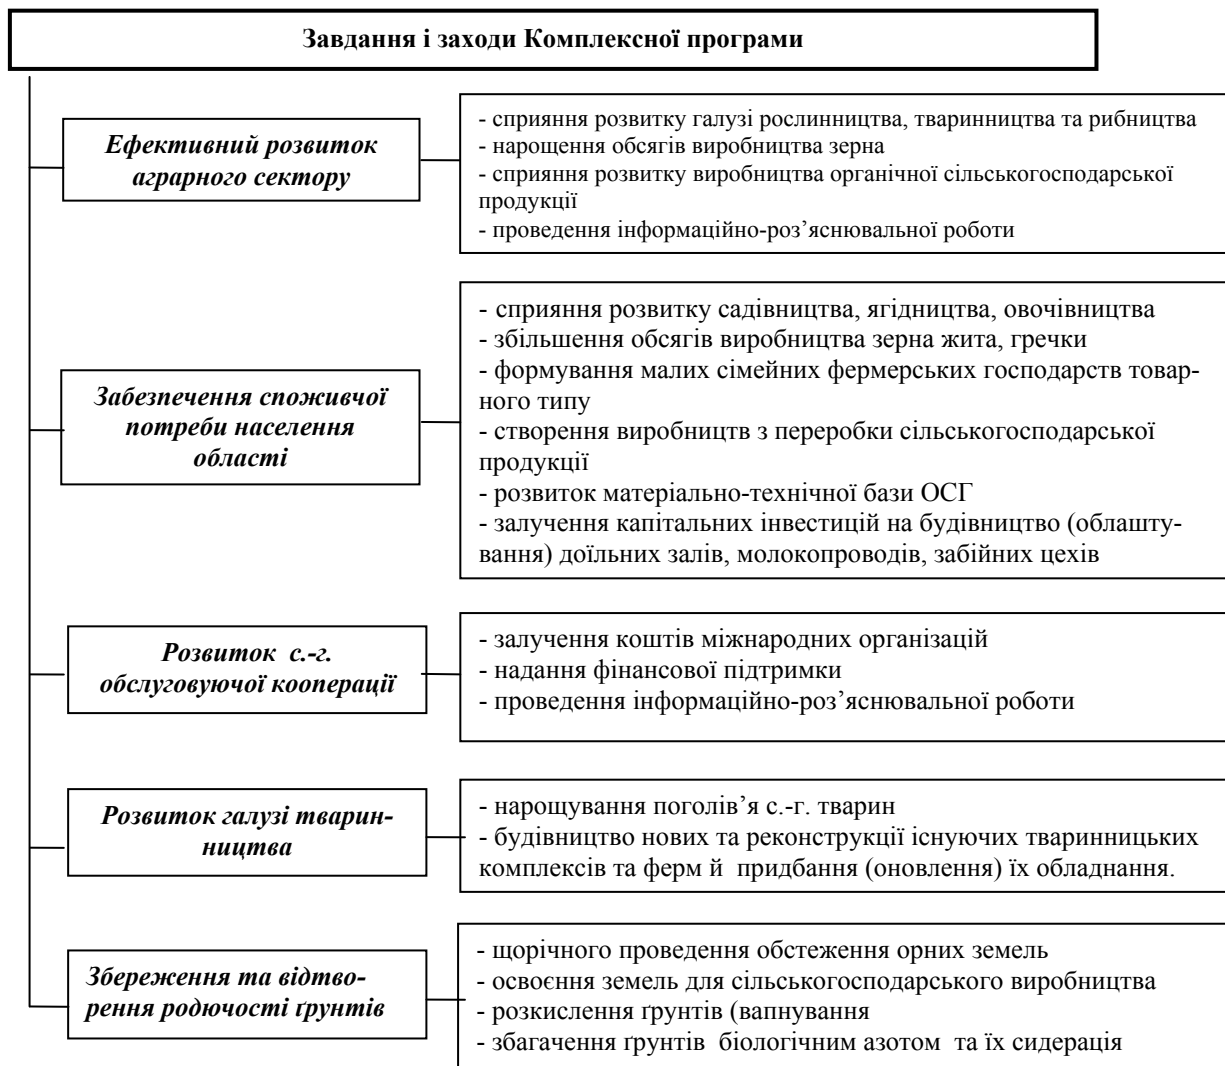 Завдання і заходи Комплексної програми
Ефективний розвиток
аграрного сектору
- сприяння розвитку галузі рослинництва, тваринництва та рибництва
- нарощення обсягів виробництва зерна
- сприяння розвитку виробництва органічної сільськогосподарської
продукції
- проведення інформаційно-роз’яснювальної роботи
Забезпечення споживчої
потреби населення
області
- сприяння розвитку садівництва, ягідництва, овочівництва
- збільшення обсягів виробництва зерна жита, гречки
- формування малих сімейних фермерських господарств товар-
ного типу
- створення виробництв з переробки сільськогосподарської
продукції
- розвиток матеріально-технічної бази ОСГ
- залучення капітальних інвестицій на будівництво (облашту-
вання) доїльних залів, молокопроводів, забійних цехів
Розвиток с.-г.
обслуговуючої кооперації
- залучення коштів міжнародних організацій
- надання фінансової підтримки
- проведення інформаційно-роз’яснювальної роботи
Розвиток галузі тварин-
ництва
- нарощування поголів’я с.-г. тварин
- будівництво нових та реконструкції існуючих тваринницьких
комплексів та ферм й придбання (оновлення) їх обладнання.
Збереження та відтво-
рення родючості ґрунтів
- щорічного проведення обстеження орних земель
- освоєння земель для сільськогосподарського виробництва
- розкислення ґрунтів (вапнування
- збагачення ґрунтів біологічним азотом та їх сидерація